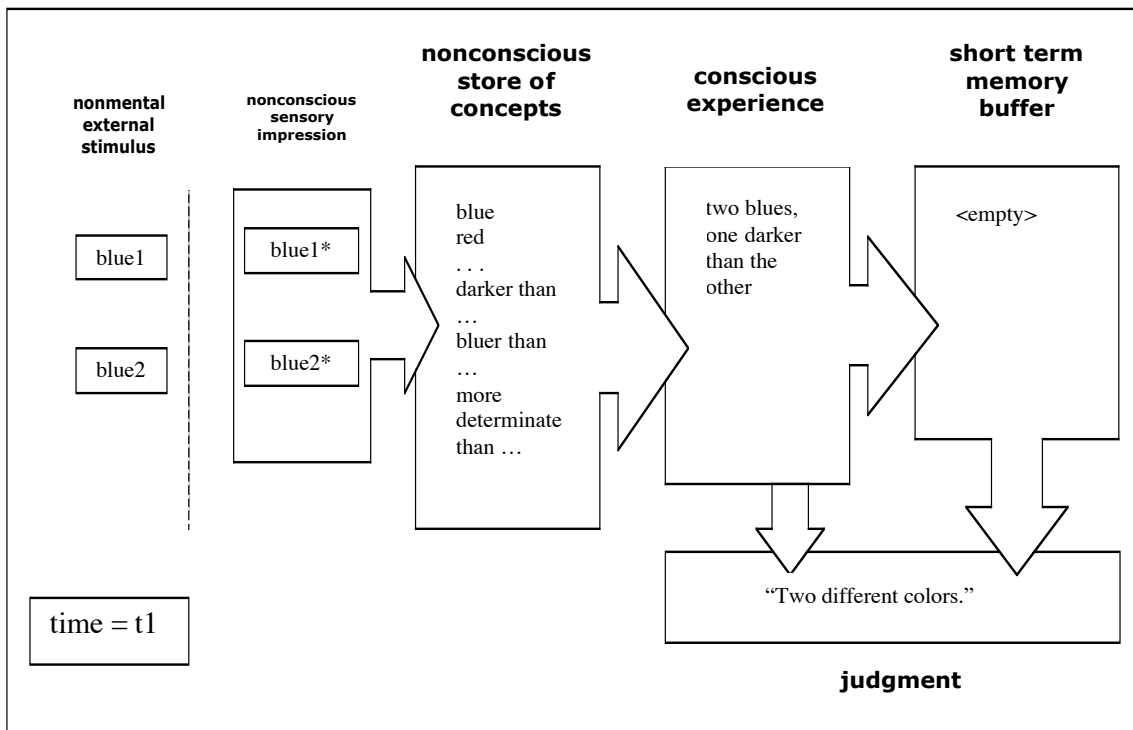 nonmental
external
stimulus
nonconscious
sensory
impression
nonconscious
store of
concepts
conscious
experience
short term
memory
buffer
blue1
blue2
blue1*
blue2*
blue
red
. . .
darker than
…
bluer than
…
more
determinate
than …
two blues,
one darker
than the
other
<empty>
“Two different colors.”
judgment
time = t1